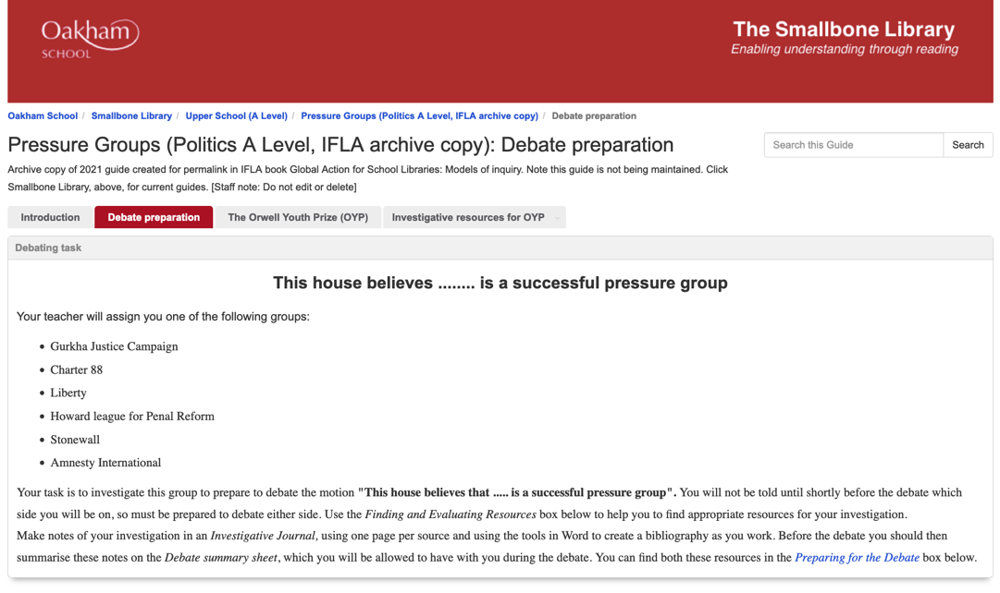 Oakham
SCHOOL
The Smallbone Library
Enabling understanding through reading
Oakham School / Smallbone Library / Upper School (A Level) / Pressure Groups (Politics A Level, IFLA archive copy) / Debate preparation
Pressure Groups (Politics A Level, IFLA archive copy): Debate preparation
Search this Guide Search
Archive copy of 2021 guide created for permalink in IFLA book Global Action for School Libraries: Models of inquiry. Note this guide is not being maintained. Click
Smallbone Library, above, for current guides. [Staff note: Do not edit or delete]
Introduction Debate preparation The Orwell Youth Prize (OYP) Investigative resources for OYP
Debating task
This house believes ........ is a successful pressure group
Your teacher will assign you one of the following groups:
• Gurkha Justice Campaign
• Charter 88
• Liberty
• Howard league for Penal Reform
• Stonewall
• Amnesty International
Your task is to investigate this group to prepare to debate the motion "This house believes that ..... is a successful pressure group". You will not be told until shortly before the debate which
side you will be on, so must be prepared to debate either side. Use the Finding and Evaluating Resources box below to help you to find appropriate resources for your investigation.
Make notes of your investigation in an Investigative Journal, using one page per source and using the tools in Word to create a bibliography as you work. Before the debate you should then
summarise these notes on the Debate summary sheet, which you will be allowed to have with you during the debate. You can find both these resources in the Preparing for the Debate box below.